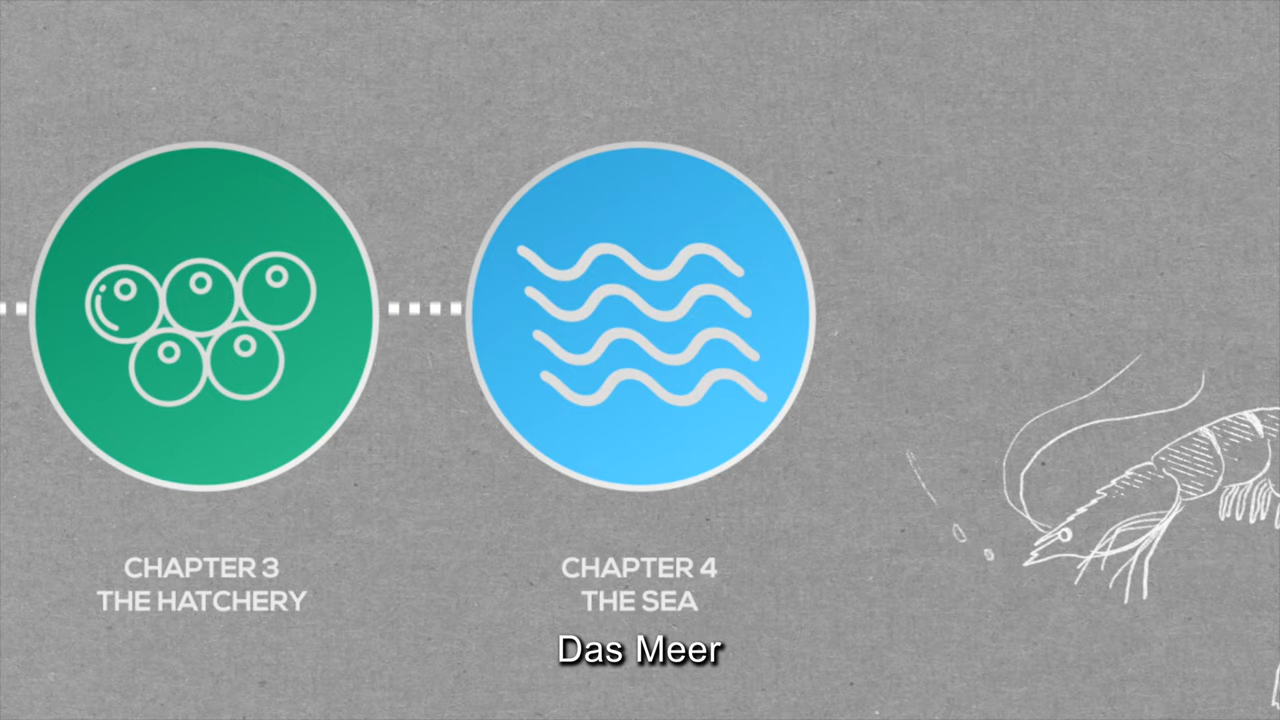 CHAPTER 3
THE HATCHERY
CHAPTER 4
THE SEA
Das Meer